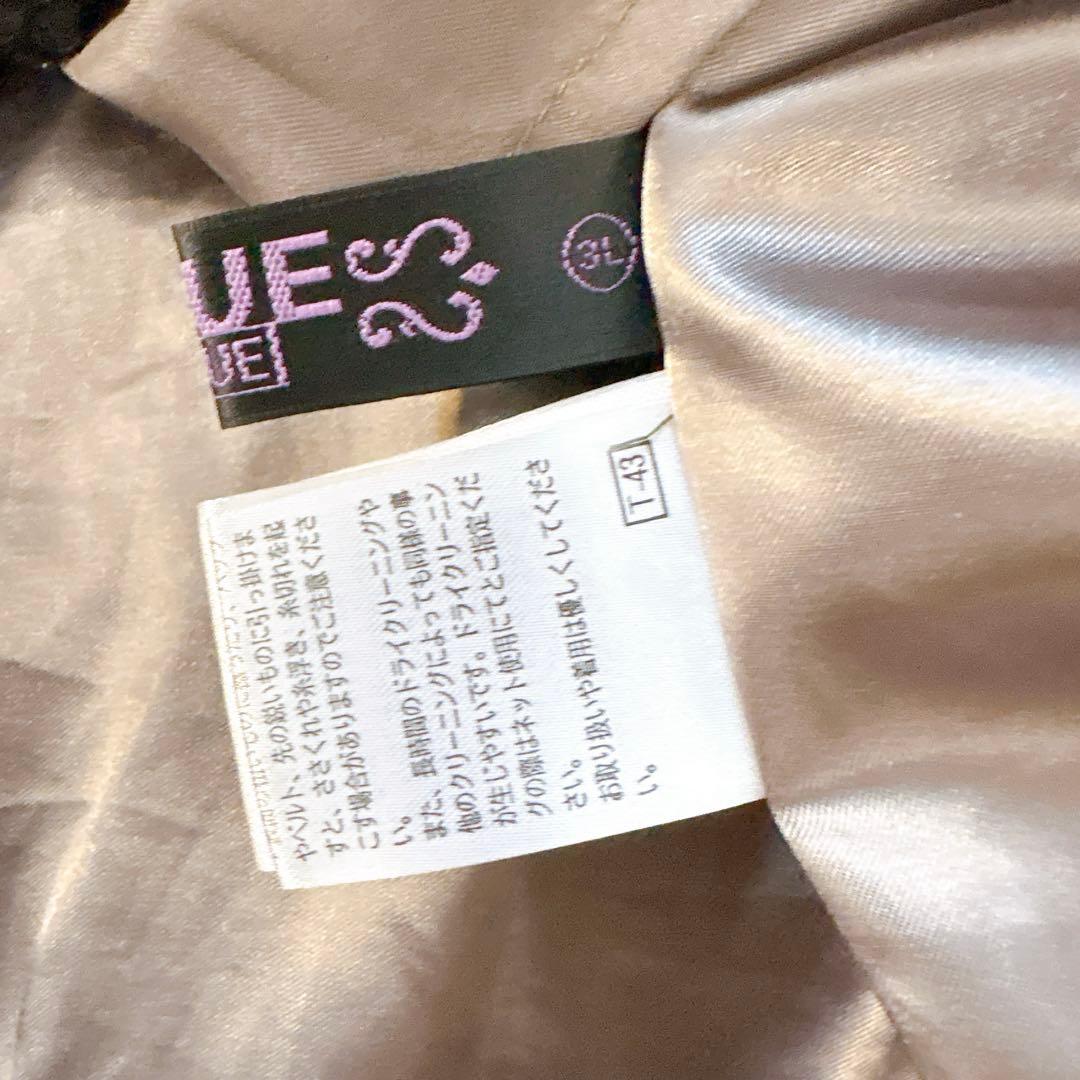 UE
UE
3L
T-43
やベルト、先の鋭いものに引っ掛けま
すと、ささくれや糸浮き、糸切れを起
こす場合がありますのでご注意くださ
い。
また、長時間のドライクリーニングや
他のクリーニングによっても同様の事
が生じやすいです。ドライクリーニン
グの際はネット使用にてとご指定くだ
さい。
お取り扱いや着用は優しくしてくださ
い。